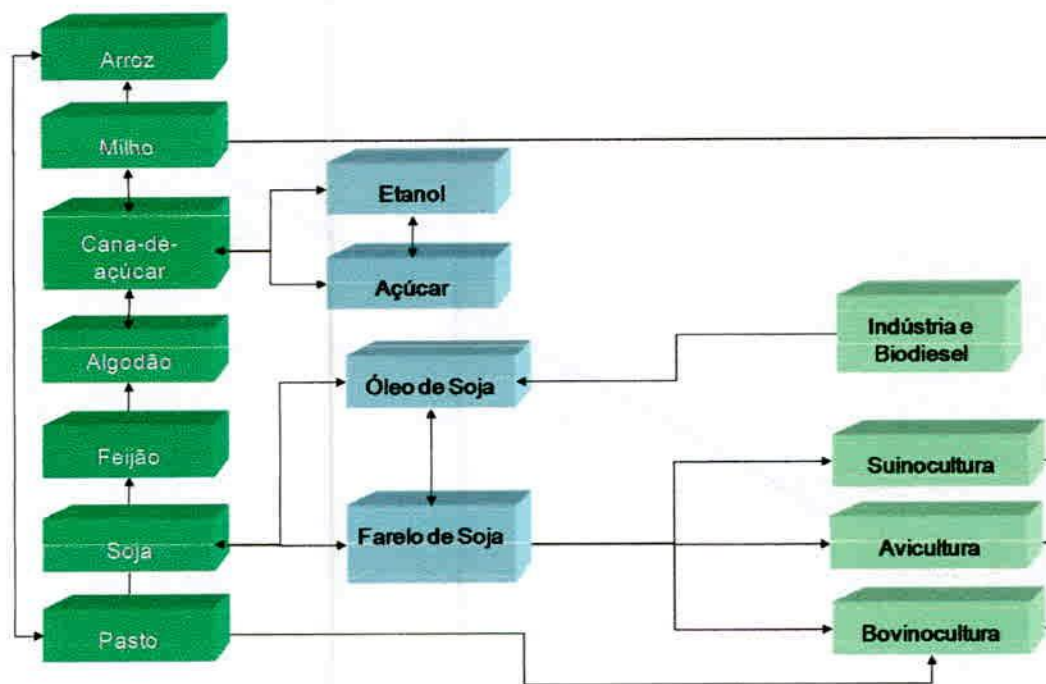 Arroz
Milho
Cana-de-
açúcar
Algodão
Feijão
Soja
Pasto
Etanol
Açúcar
Óleo de Soja
Farelo de Soja
Indústria e
Biodiesel
Suinocultura
Avicultura
Bovinocultura